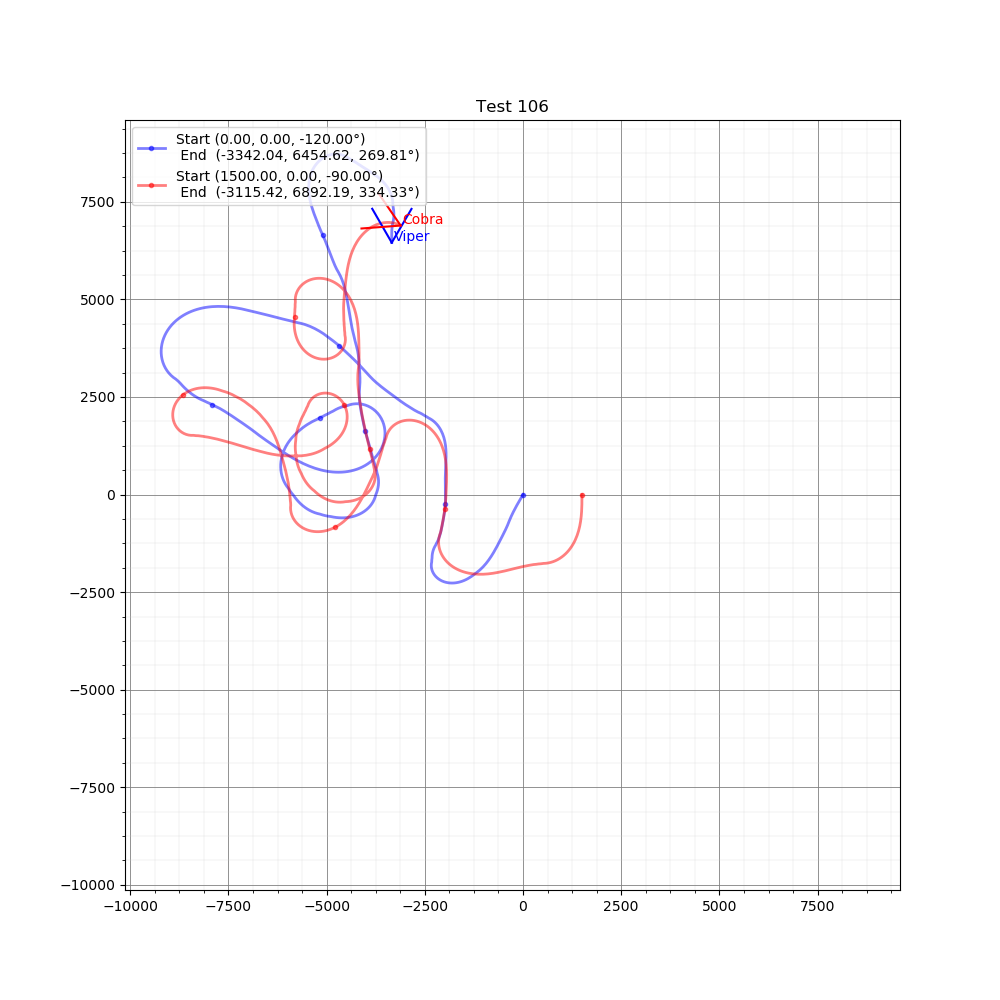 Test 106
Start (0.00, 0.00, -120.00°)
End  (-3342.04, 6454.62, 269.81°)
Start (1500.00, 0.00, -90.00°)
End  (-3115.42, 6892.19, 334.33°)
Cobra
Viper
7500
5000
2500
0
−2500
−5000
−7500
−10000
−10000
−7500
−5000
−2500
0
2500
5000
7500